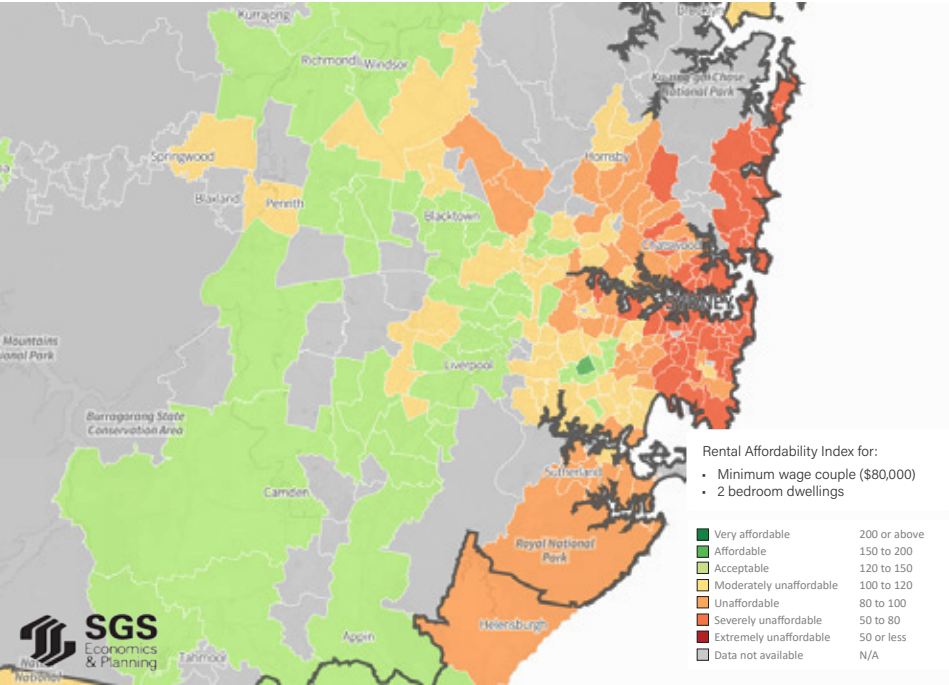 Kurrajong
Richmond
Windsor
Ku-ring-gai Chase
National Park
Springwood
Hornsby
Blaxland
Penrith
Blacktown
Chatswood
SYDNEY
Mountains
Liverpool
Burragorang State
Conservation Area
Rental Affordability Index for:
• Minimum wage couple ($80,000)
• 2 bedroom dwellings
Sutherland
Camden
Very affordable 200 or above
Affordable 150 to 200
Acceptable 120 to 150
Moderately unaffordable 100 to 120
Unaffordable 80 to 100
Severely unaffordable 50 to 80
Extremely unaffordable 50 or less
Data not available N/A
Royal National
Park
Helensburgh
SGS
Economics
& Planning
Appin
Tahmoor